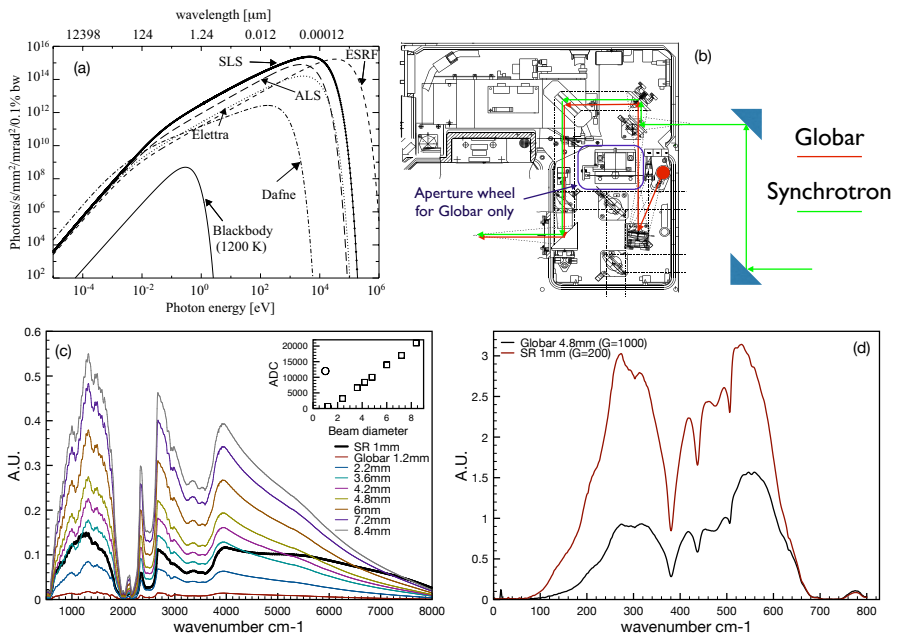 wavelength [μm]
12398 124 1.24 0.012 0.00012
10^16
10^14
10^12
10^10
10^8
10^6
10^4
10^2
Photons/s/mm²/mrad²/0.1% bw
(a)
SLS
ESRF
ALS
Elettra
Dafne
Blackbody
(1200 K)
10^-4 10^-2 10^0 10^2 10^4 10^6
Photon energy [eV]
(b)
Aperture wheel
for Globar only
Globar
Synchrotron
(c)
0.6
0.5
0.4
0.3
0.2
0.1
0
A.U.
1000 2000 3000 4000 5000 6000 7000 8000
wavenumber cm-1
ADC
20000
15000
10000
5000
0
0 2 4 6 8
Beam diameter
SR 1mm
Globar 1.2mm
2.2mm
3.6mm
4.2mm
4.8mm
6mm
7.2mm
8.4mm
(d)
Globar 4.8mm (G=1000)
SR 1mm (G=200)
3
2.5
2
1.5
1
0.5
0
A.U.
0 100 200 300 400 500 600 700 800
wavenumber cm-1